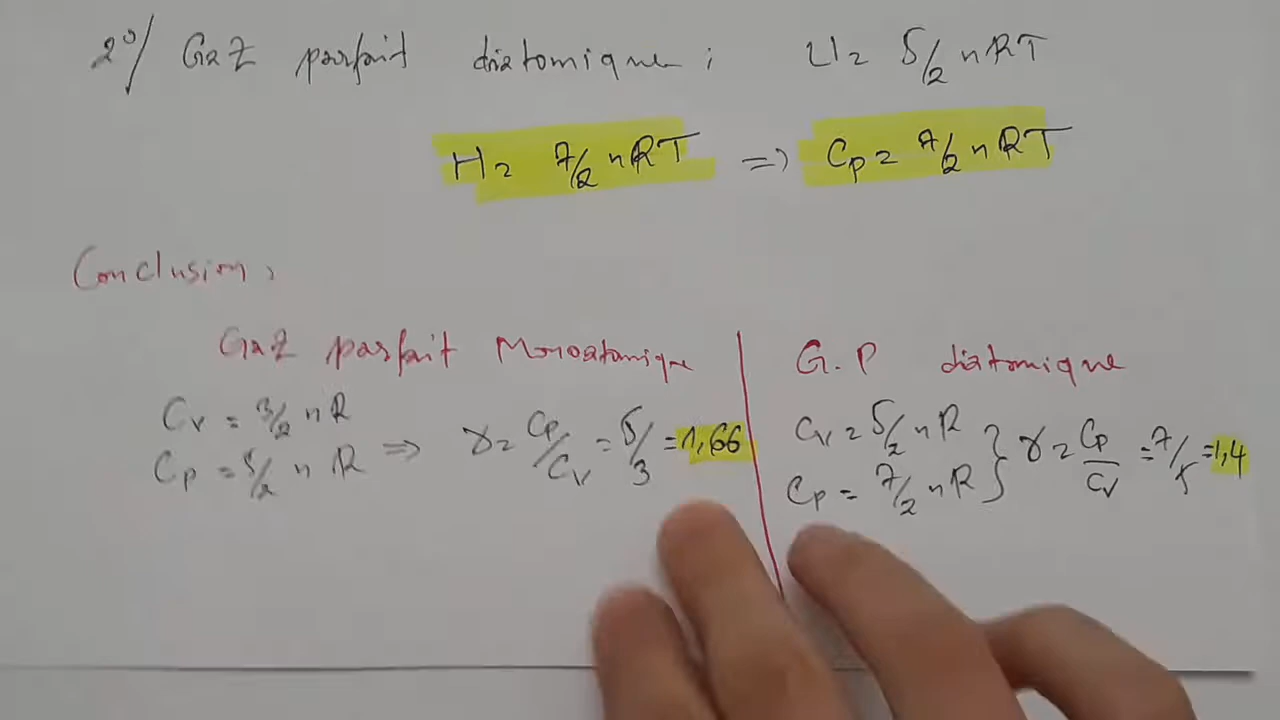 2°/ Gaz parfait diatomique : U = 5/2 nRT
H = 7/2 nRT => Cp = 7/2 nRT
Conclusion :
Gaz parfait Monoatomique
Cv = 3/2 nR
Cp = 5/2 nR => γ = Cp/Cv = 5/3 = 1,66
G.P diatomique
Cv = 5/2 nR
Cp = 7/2 nR } γ = Cp/Cv = 7/5 = 1,4